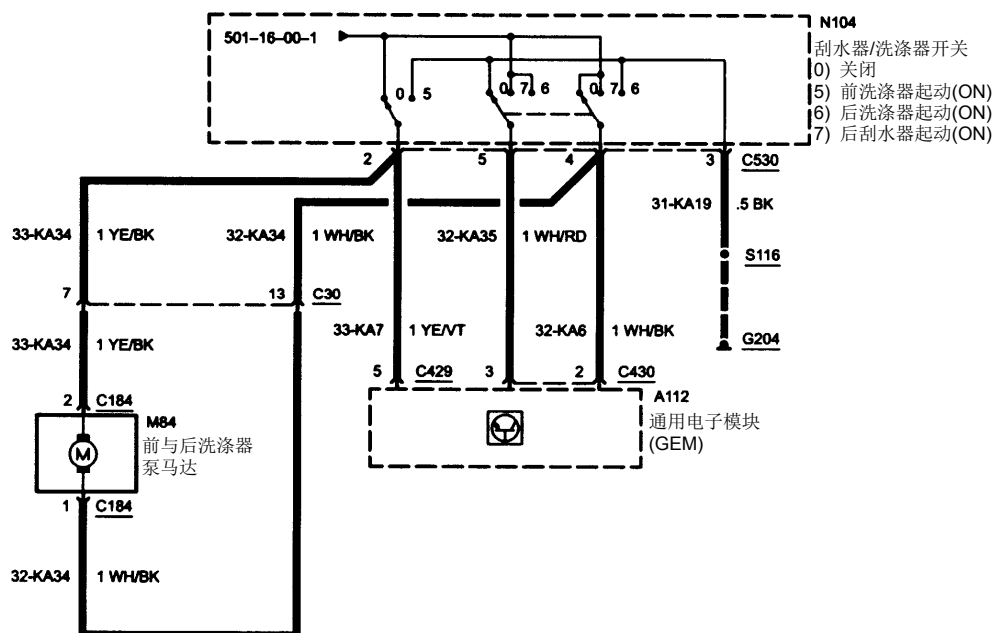 N104
501-16-00-1
刮水器/洗涤器开关
0) 关闭
5) 前洗涤器起动(ON)
6) 后洗涤器起动(ON)
7) 后刮水器起动(ON)
0 5
0 7 6
0 7 6
2
5
4
3
C530
31-KA19
.5 BK
33-KA34
1 YE/BK
32-KA34
1 WH/BK
32-KA35
1 WH/RD
S116
7
13
C30
33-KA7
1 YE/VT
32-KA6
1 WH/BK
33-KA34
1 YE/BK
G204
5
C429
3
2
C430
A112
通用电子模块
(GEM)
2
C184
M84
前与后洗涤器
泵马达
M
1
C184
32-KA34
1 WH/BK